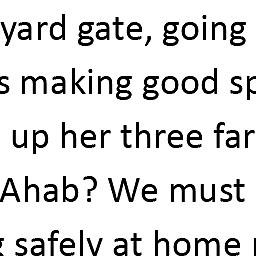 yard gate, going
s making good sp
up her three far
Ahab? We must
g safely at home